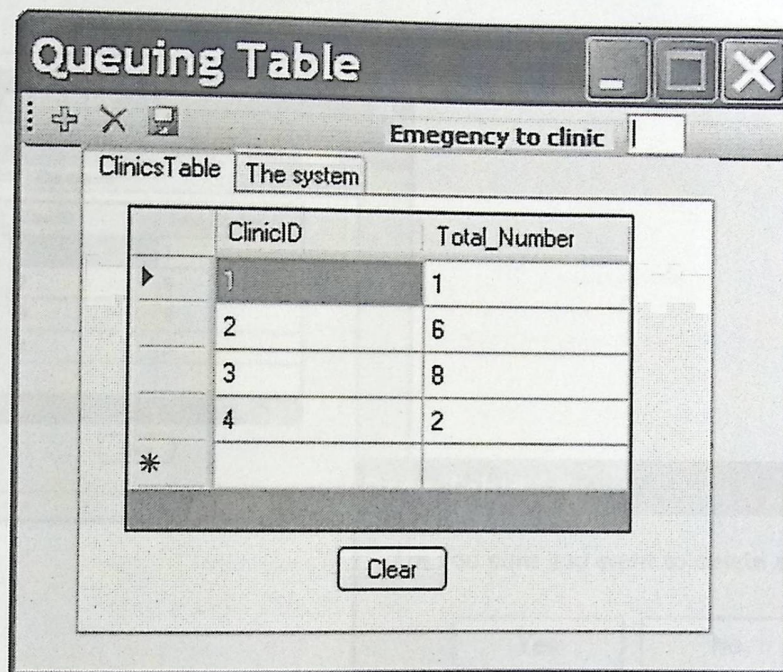 Queuing Table
Emegency to clinic
ClinicsTable The system
ClinicID Total_Number
1 1
2 6
3 8
4 2
Clear